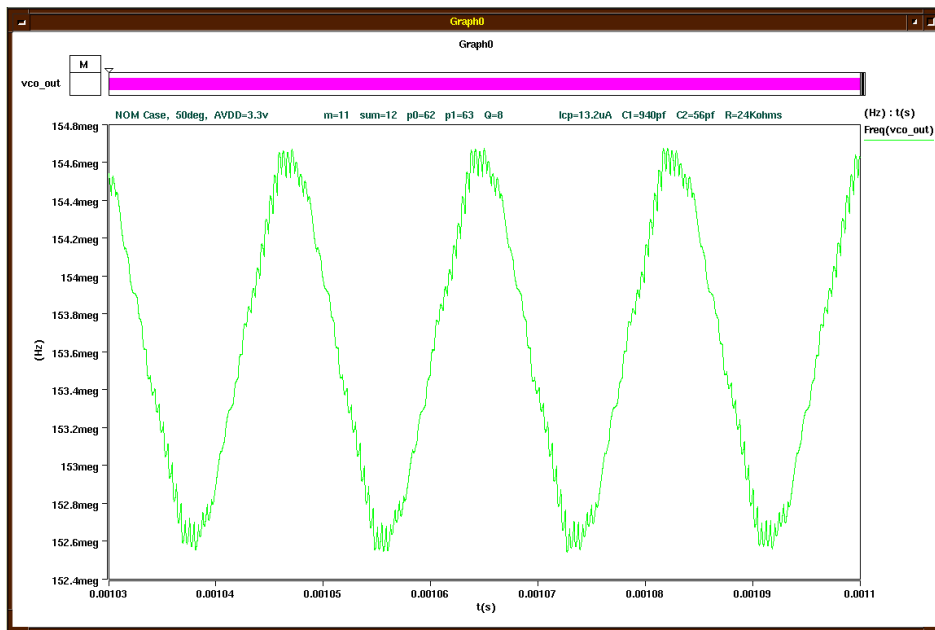 Graph0
Graph0
M
vco_out
NOM Case, 50deg, AVDD=3.3v m=11 sum=12 p0=62 p1=63 Q=8 Icp=13.2uA C1=940pf C2=56pf R=24Kohms
(Hz) : t(s)
Freq(vco_out)
154.8meg
154.6meg
154.4meg
154.2meg
154meg
153.8meg
153.6meg
153.4meg
153.2meg
153meg
152.8meg
152.6meg
152.4meg
(Hz)
0.00103 0.00104 0.00105 0.00106 0.00107 0.00108 0.00109 0.0011
t(s)